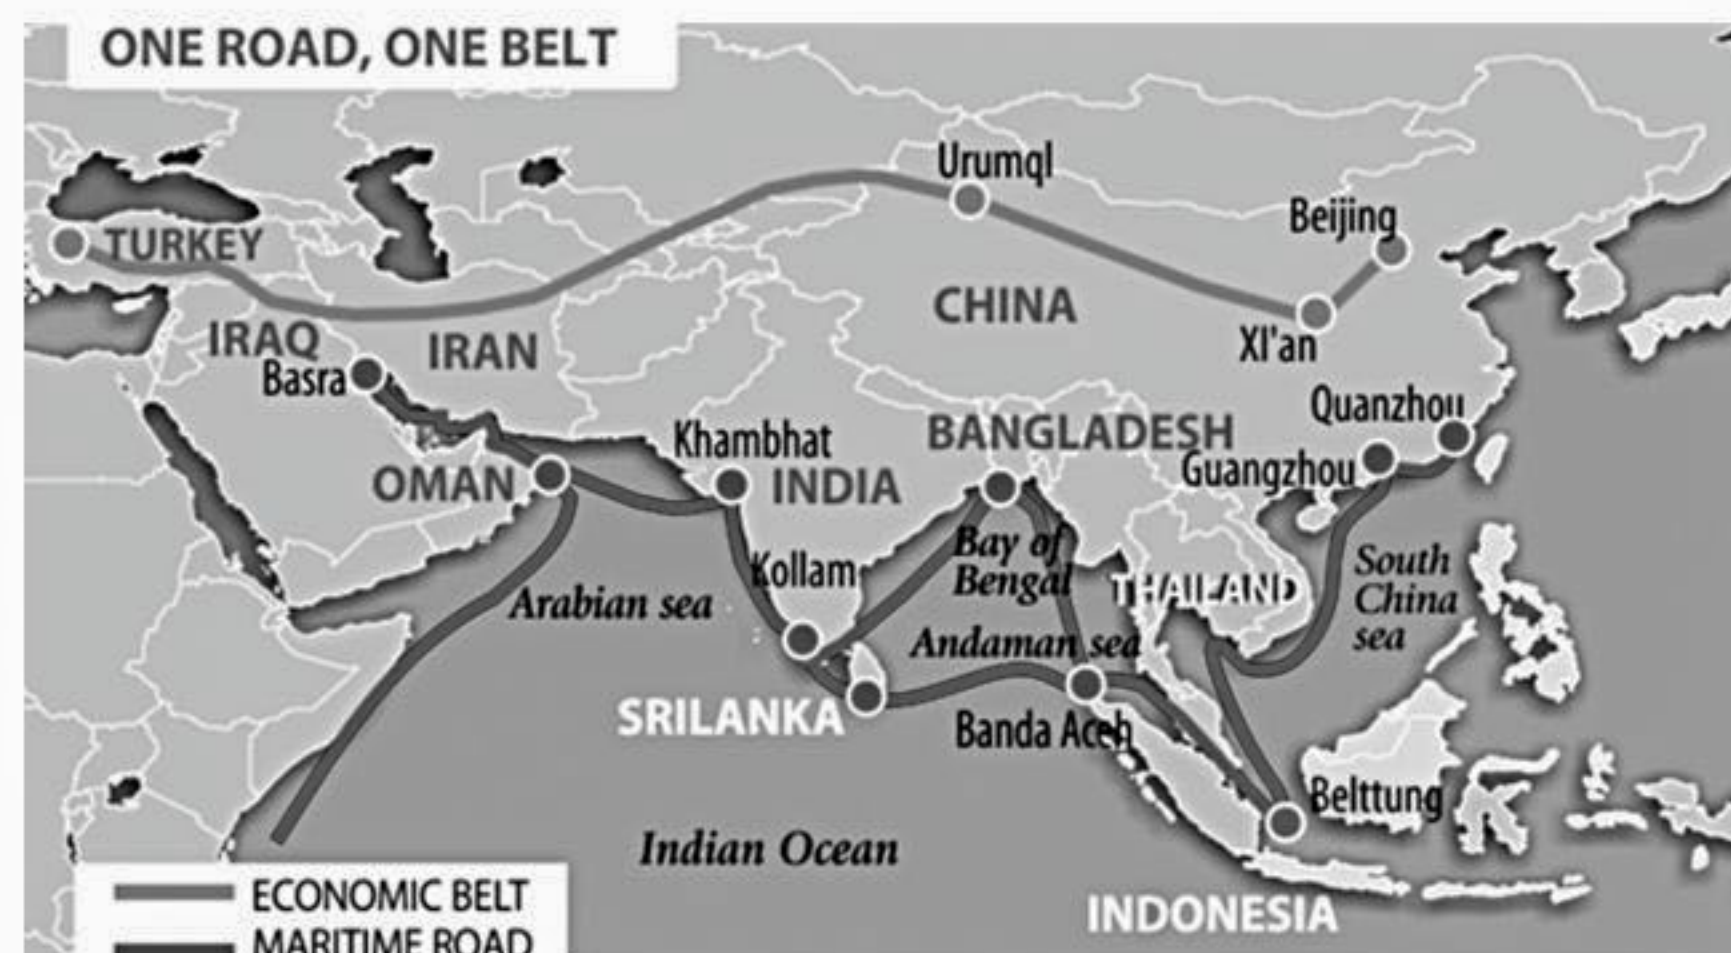 ONE ROAD, ONE BELT
Urumql
Beijing
TURKEY
CHINA
IRAQ
IRAN
XI'an
Basra
Quanzhou
Khambhat
BANGLADESH
Guangzhou
OMAN
INDIA
Bay of
Bengal
South
China
sea
Kollam
THAILAND
Arabian sea
Andaman sea
SRILANKA
Banda Aceh
Belttung
Indian Ocean
ECONOMIC BELT
INDONESIA
MARITIME ROAD